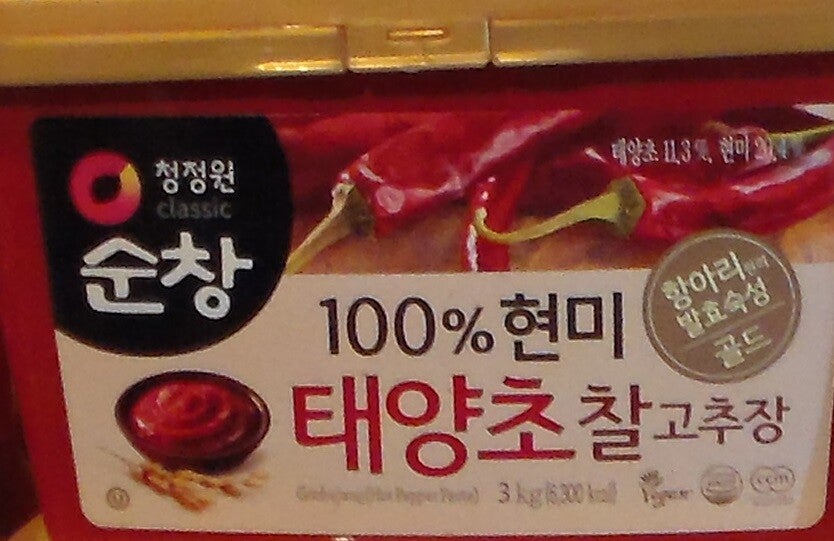 청정원
classic
순창
태양초 11.3%, 현미
항아리
발효숙성
골드
100% 현미
태양초 찰고추장
Gochujang(Hot Pepper Paste) 3 kg
Vegan